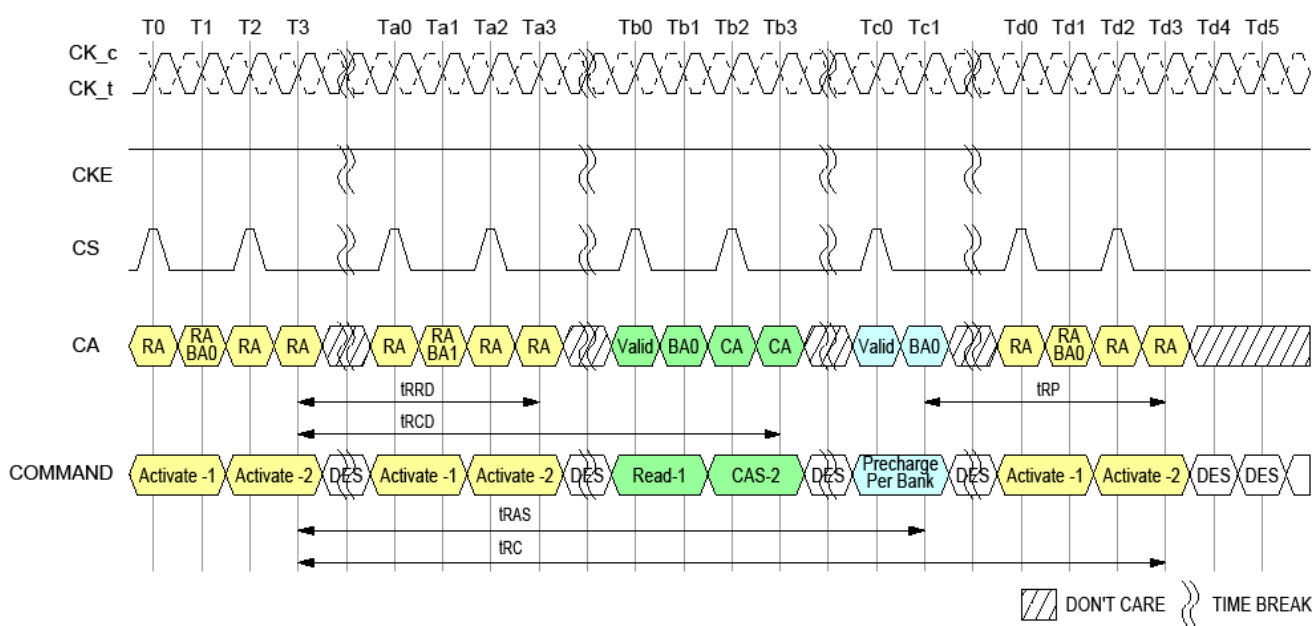 T0 T1 T2 T3 Ta0 Ta1 Ta2 Ta3 Tb0 Tb1 Tb2 Tb3 Tc0 Tc1 Td0 Td1 Td2 Td3 Td4 Td5
CK_c
CK_t
CKE
CS
CA RA RA BA0 RA RA RA RA BA1 RA RA Valid BA0 CA CA Valid BA0 RA RA BA0 RA RA
tRRD tRP
tRCD
COMMAND Activate -1 Activate -2 DES Activate -1 Activate -2 DES Read-1 CAS-2 DES Precharge Per Bank DES Activate -1 Activate -2 DES DES
tRAS
tRC
DON'T CARE TIME BREAK